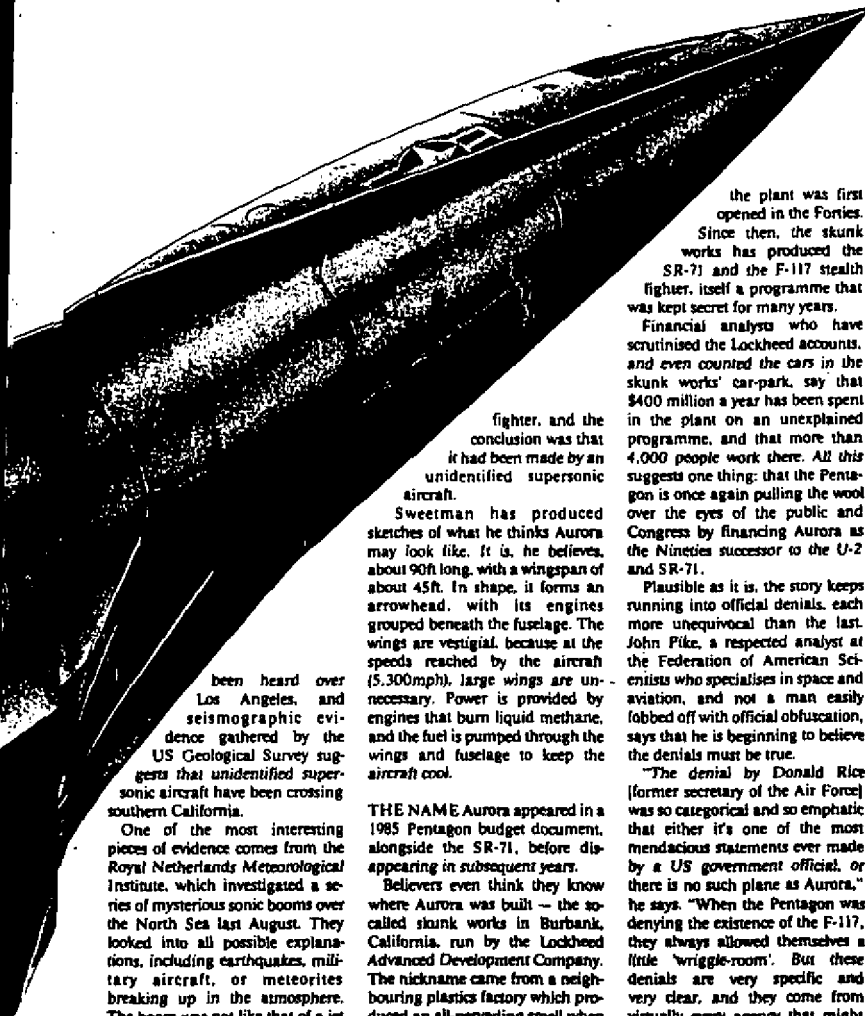 been heard over
Los Angeles, and
seismographic evi-
dence gathered by the
US Geological Survey sug-
gests that unidentified super-
sonic aircraft have been crossing
southern California.
One of the most interesting
pieces of evidence comes from the
Royal Netherlands Meteorological
Institute, which investigated a se-
ries of mysterious sonic booms over
the North Sea last August. They
looked into all possible explana-
tions, including earthquakes, mili-
tary aircraft, or meteorites
breaking up in the atmosphere.
The boom was not like that of a jet
fighter, and the
conclusion was that
it had been made by an
unidentified supersonic
aircraft.
Sweetman has produced
sketches of what he thinks Aurora
may look like. It is, he believes,
about 90ft long, with a wingspan of
about 45ft. In shape, it forms an
arrowhead, with its engines
grouped beneath the fuselage. The
wings are vestigial, because at the
speeds reached by the aircraft
(5,300mph), large wings are un-
necessary. Power is provided by
engines that burn liquid methane,
and the fuel is pumped through the
wings and fuselage to keep the
aircraft cool.
THE NAME Aurora appeared in a
1985 Pentagon budget document,
alongside the SR-71, before dis-
appearing in subsequent years.
Believers even think they know
where Aurora was built — the so-
called skunk works in Burbank,
California, run by the Lockheed
Advanced Development Company.
The nickname came from a neigh-
bouring plastics factory which pro-
duced an all-pervading smell when
the plant was first
opened in the Forties.
Since then, the skunk
works has produced the
SR-71 and the F-117 stealth
fighter, itself a programme that
was kept secret for many years.
Financial analysts who have
scrutinised the Lockheed accounts,
and even counted the cars in the
skunk works' car-park, say that
$400 million a year has been spent
in the plant on an unexplained
programme, and that more than
4,000 people work there. All this
suggests one thing: that the Penta-
gon is once again pulling the wool
over the eyes of the public and
Congress by financing Aurora as
the Nineties successor to the U-2
and SR-71.
Plausible as it is, the story keeps
running into official denials, each
more unequivocal than the last.
John Pike, a respected analyst at
the Federation of American Sci-
entists who specialises in space and
aviation, and not a man easily
fobbed off with official obfuscation,
says that he is beginning to believe
the denials must be true.
"The denial by Donald Rice
[former secretary of the Air Force]
was so categorical and so emphatic
that either it's one of the most
mendacious statements ever made
by a US government official, or
there is no such plane as Aurora,"
he says. "When the Pentagon was
denying the existence of the F-117,
they always allowed themselves a
little 'wriggle-room'. But these
denials are very specific and
very clear, and they come from
virtually every agency that might